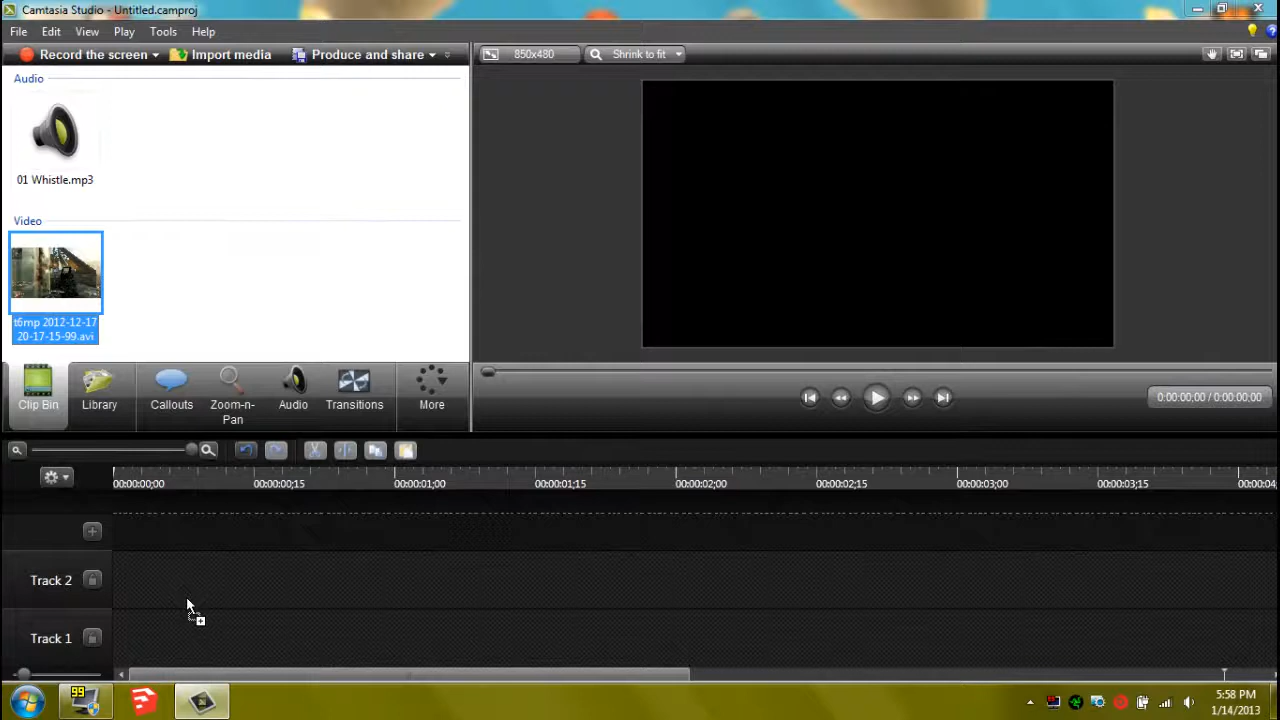 Camtasia Studio - Untitled.camproj
File Edit View Play Tools Help
Record the screen Import media Produce and share 850x480 Shrink to fit
Audio
01 Whistle.mp3
Video
t6mp 2012-12-17
20-17-15-99.avi
Clip Bin Library Callouts Zoom-n-Pan Audio Transitions More
0:00:00;00 / 0:00:00;00
00:00:00;00 00:00:00;15 00:00:01;00 00:00:01;15 00:00:02;00 00:00:02;15 00:00:03;00 00:00:03;15 00:00:04
Track 2
Track 1
99
5:58 PM
1/14/2013